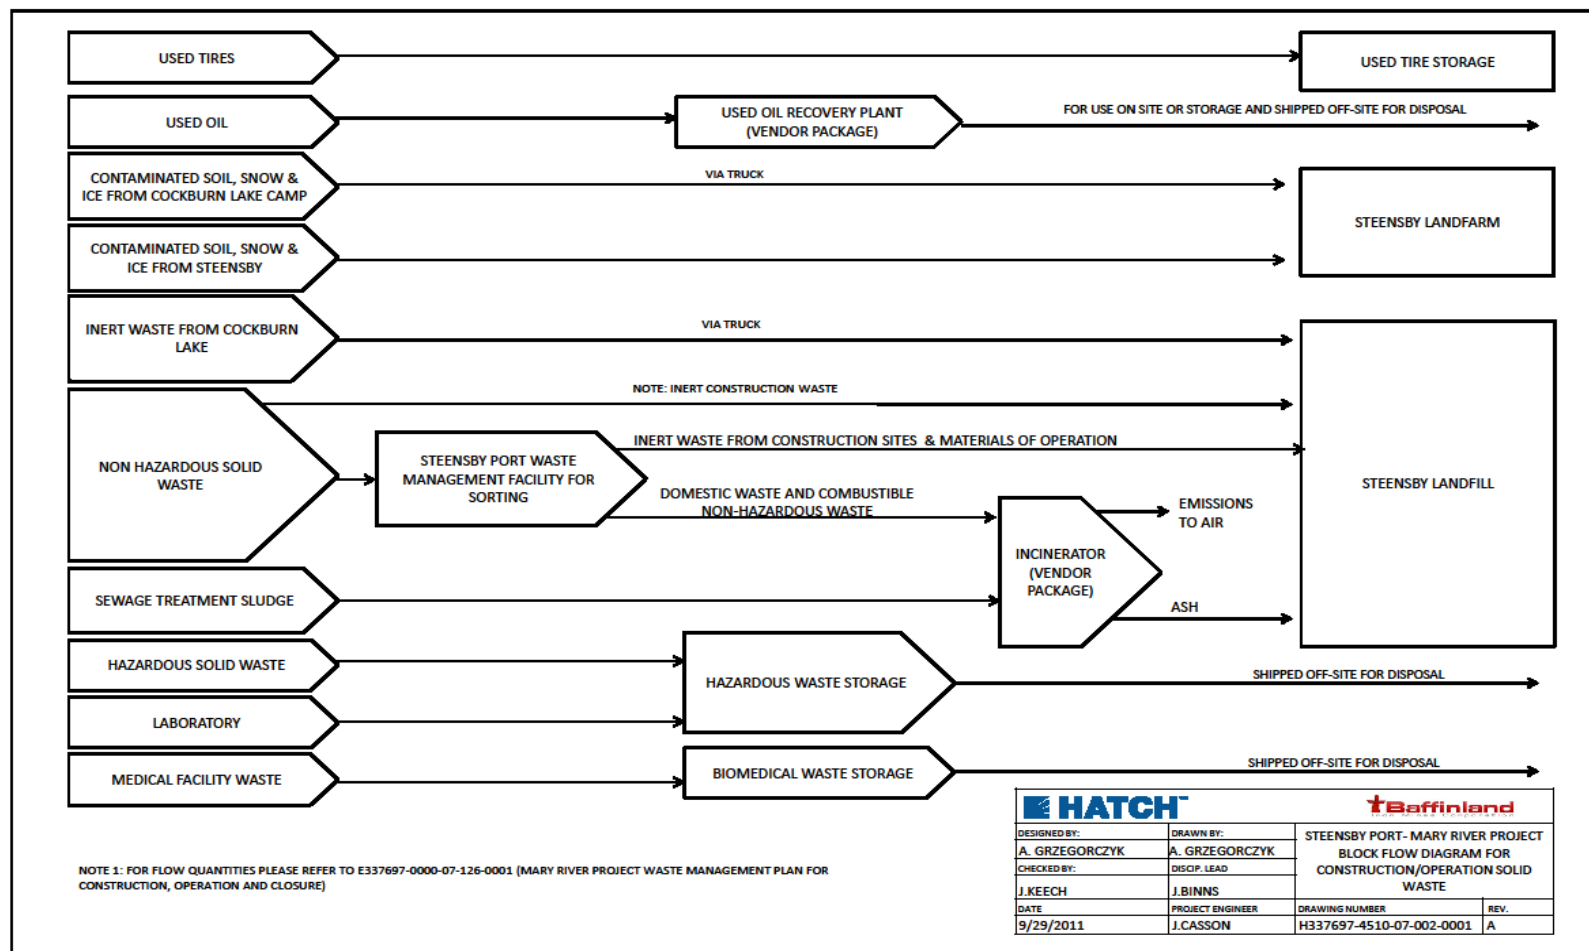 USED TIRES
USED TIRE STORAGE
USED OIL
USED OIL RECOVERY PLANT
(VENDOR PACKAGE)
FOR USE ON SITE OR STORAGE AND SHIPPED OFF-SITE FOR DISPOSAL
CONTAMINATED SOIL, SNOW &
ICE FROM COCKBURN LAKE CAMP
VIA TRUCK
STEENSBY LANDFARM
CONTAMINATED SOIL, SNOW &
ICE FROM STEENSBY
INERT WASTE FROM COCKBURN
LAKE
VIA TRUCK
NOTE: INERT CONSTRUCTION WASTE
NON HAZARDOUS SOLID
WASTE
STEENSBY PORT WASTE
MANAGEMENT FACILITY FOR
SORTING
INERT WASTE FROM CONSTRUCTION SITES & MATERIALS OF OPERATION
DOMESTIC WASTE AND COMBUSTIBLE
NON-HAZARDOUS WASTE
STEENSBY LANDFILL
EMISSIONS
TO AIR
INCINERATOR
(VENDOR
PACKAGE)
ASH
SEWAGE TREATMENT SLUDGE
HAZARDOUS SOLID WASTE
HAZARDOUS WASTE STORAGE
SHIPPED OFF-SITE FOR DISPOSAL
LABORATORY
MEDICAL FACILITY WASTE
BIOMEDICAL WASTE STORAGE
SHIPPED OFF-SITE FOR DISPOSAL
NOTE 1: FOR FLOW QUANTITIES PLEASE REFER TO E337697-0000-07-126-0001 (MARY RIVER PROJECT WASTE MANAGEMENT PLAN FOR
CONSTRUCTION, OPERATION AND CLOSURE)
HATCH™
Baffinland
DESIGNED BY:
A. GRZEGORCZYK
DRAWN BY:
A. GRZEGORCZYK
CHECKED BY:
J.KEECH
DISCIP. LEAD
J.BINNS
STEENSBY PORT- MARY RIVER PROJECT
BLOCK FLOW DIAGRAM FOR
CONSTRUCTION/OPERATION SOLID
WASTE
DATE
9/29/2011
PROJECT ENGINEER
J.CASSON
DRAWING NUMBER
H337697-4510-07-002-0001
REV.
A